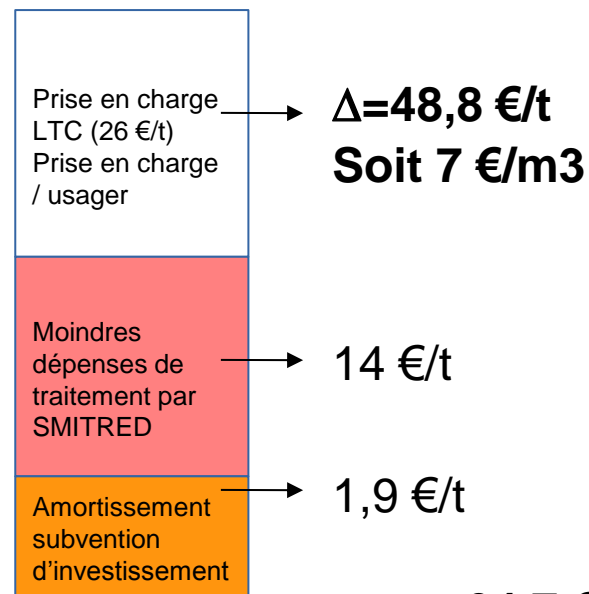 Prise en charge
LTC (26 €/t)
Prise en charge
/ usager
Δ=48,8 €/t
Soit 7 €/m3
Moindres
dépenses de
traitement par
SMITRED
14 €/t
Amortissement
subvention
d'investissement
1,9 €/t